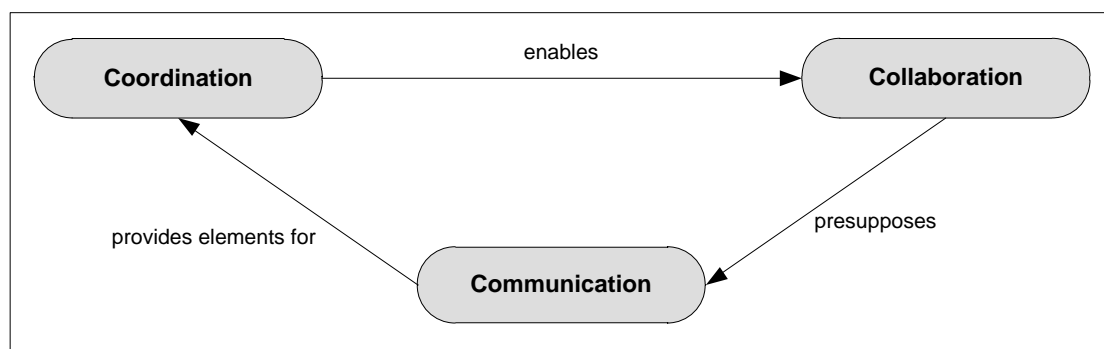 enables
Coordination
Collaboration
provides elements for
presupposes
Communication